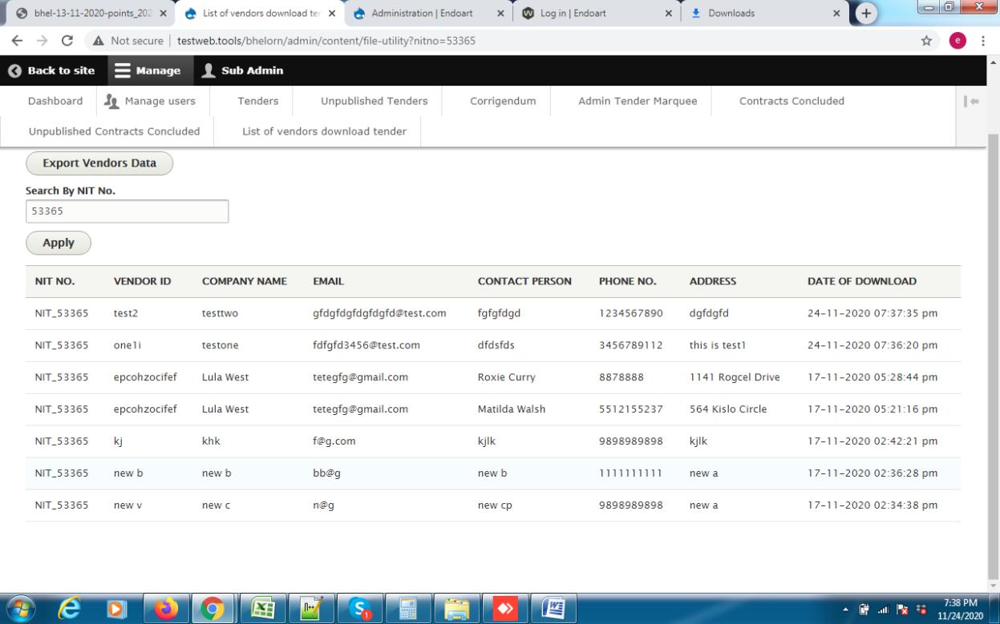 bhel-13-11-2020-points_202
List of vendors download ter
Administration | Endoart
Log in | Endoart
Downloads
Not secure | testweb.tools/bhelorn/admin/content/file-utility?nitno=53365
e
Back to site Manage Sub Admin
Dashboard Manage users Tenders Unpublished Tenders Corrigendum Admin Tender Marquee Contracts Concluded
Unpublished Contracts Concluded List of vendors download tender
Export Vendors Data
Search By NIT No.
53365
Apply
NIT NO. VENDOR ID COMPANY NAME EMAIL CONTACT PERSON PHONE NO. ADDRESS DATE OF DOWNLOAD
NIT_53365 test2 testtwo gfdgfdgfdgfdgfd@test.com fgfgfdgd 1234567890 dgfdgfd 24-11-2020 07:37:35 pm
NIT_53365 one1i testone fdfgfd3456@test.com dfdsfds 3456789112 this is test1 24-11-2020 07:36:20 pm
NIT_53365 epcohzocifef Lula West tetegfg@gmail.com Roxie Curry 8878888 1141 Rogcel Drive 17-11-2020 05:28:44 pm
NIT_53365 epcohzocifef Lula West tetegfg@gmail.com Matilda Walsh 5512155237 564 Kislo Circle 17-11-2020 05:21:16 pm
NIT_53365 kj khk f@g.com kjlk 9898989898 kjlk 17-11-2020 02:42:21 pm
NIT_53365 new b new b bb@g new b 1111111111 new a 17-11-2020 02:36:28 pm
NIT_53365 new v new c n@g new cp 9898989898 new a 17-11-2020 02:34:38 pm
7:38 PM
11/24/2020